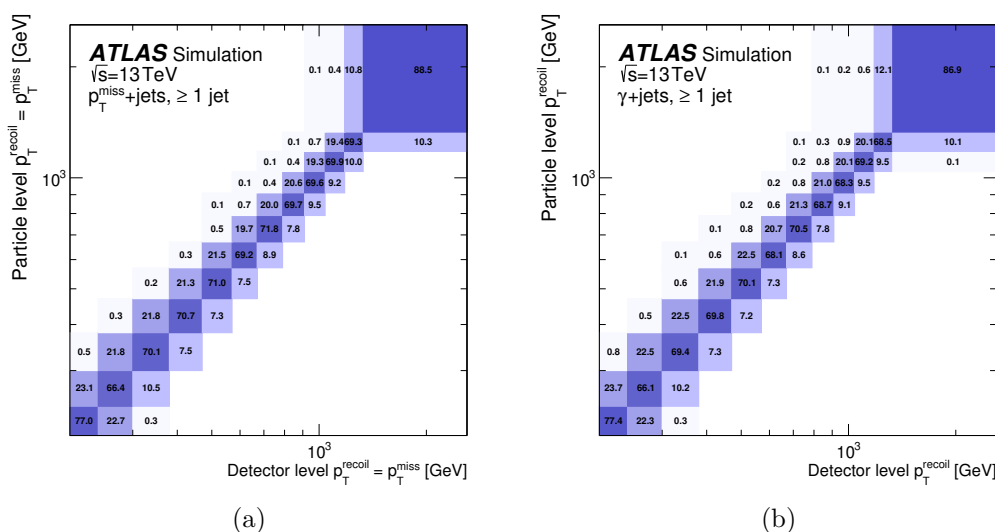 ATLAS Simulation
√s=13 TeV
p_T^miss+jets, ≥ 1 jet
Particle level p_T^recoil = p_T^miss [GeV]
10³
0.1 0.4 10.8 88.5
0.1 0.7 19.4 69.3 10.3
0.1 0.4 19.3 69.9 10.0
0.1 0.4 20.6 69.6 9.2
0.1 0.7 20.0 69.7 9.5
0.5 19.7 71.8 7.8
0.3 21.5 69.2 8.9
0.2 21.3 71.0 7.5
0.3 21.8 70.7 7.3
0.5 21.8 70.1 7.5
23.1 66.4 10.5
77.0 22.7 0.3
10³
Detector level p_T^recoil = p_T^miss [GeV]
(a)
ATLAS Simulation
√s=13 TeV
γ+jets, ≥ 1 jet
Particle level p_T^recoil [GeV]
10³
0.1 0.2 0.6 12.1 86.9
0.1 0.3 0.9 20.1 68.5 10.1
0.2 0.8 20.1 69.2 9.5 0.1
0.2 0.8 21.0 68.3 9.5
0.2 0.6 21.3 68.7 9.1
0.1 0.8 20.7 70.5 7.8
0.1 0.6 22.5 68.1 8.6
0.6 21.9 70.1 7.3
0.5 22.5 69.8 7.2
0.8 22.5 69.4 7.3
23.7 66.1 10.2
77.4 22.3 0.3
10³
Detector level p_T^recoil [GeV]
(b)